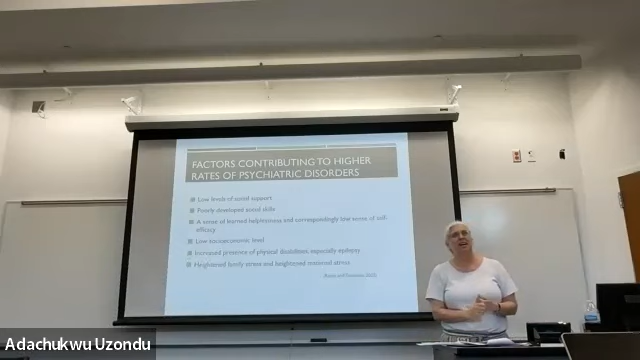 FACTORS CONTRIBUTING TO HIGHER
RATES OF PSYCHIATRIC DISORDERS
Low levels of social support
Poorly developed social skills
A sense of learned helplessness and correspondingly low sense of self-
efficacy
Low socioeconomic level
Increased presence of physical disabilities, especially epilepsy
Heightened family stress and heightened maternal stress
Adachukwu Uzondu